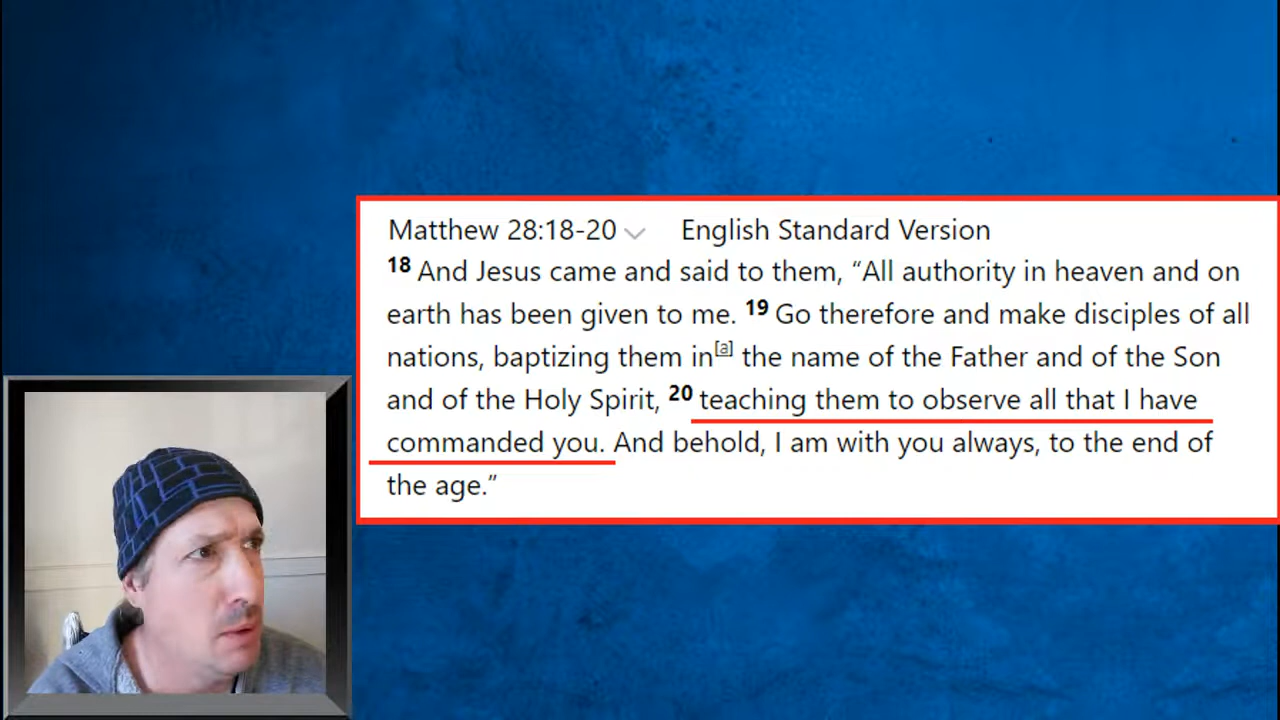 Matthew 28:18-20 English Standard Version
18 And Jesus came and said to them, “All authority in heaven and on
earth has been given to me. 19 Go therefore and make disciples of all
nations, baptizing them in[a] the name of the Father and of the Son
and of the Holy Spirit, 20 teaching them to observe all that I have
commanded you. And behold, I am with you always, to the end of
the age.”